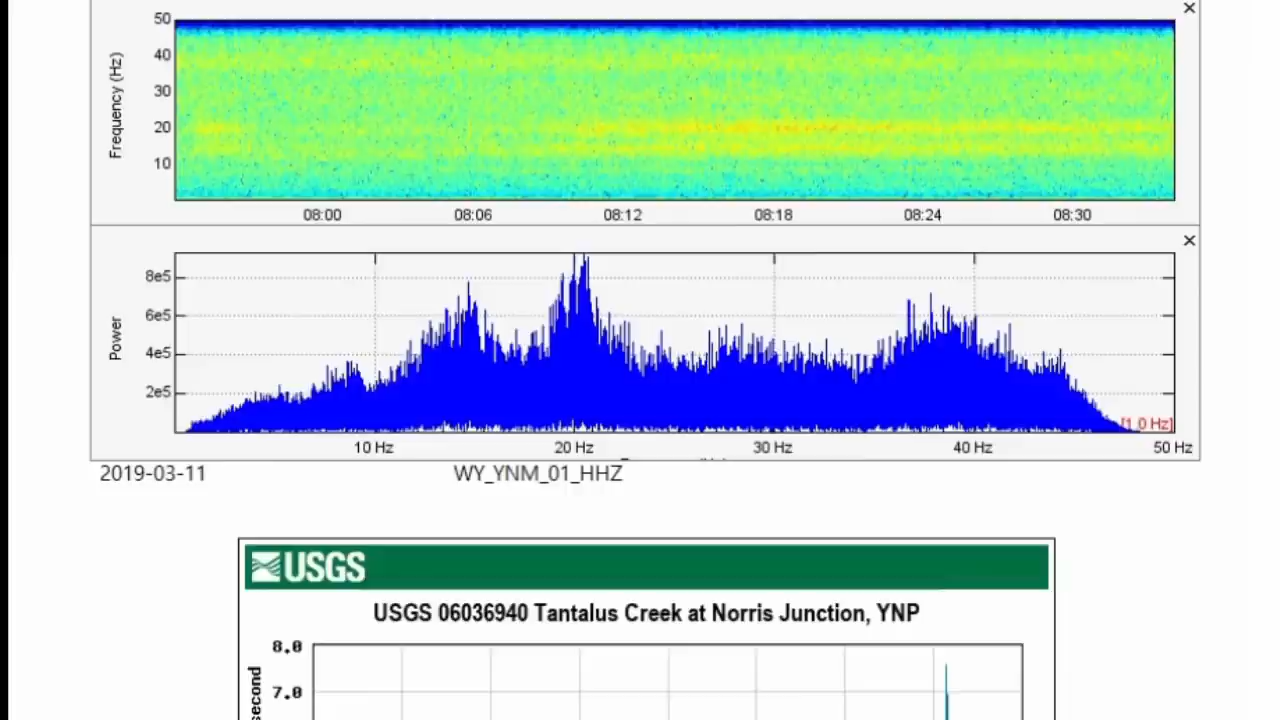 50
40
30
20
10
Frequency (Hz)
08:00 08:06 08:12 08:18 08:24 08:30
8e5
6e5
4e5
2e5
Power
[1.0 Hz]
10 Hz 20 Hz 30 Hz 40 Hz 50 Hz
2019-03-11 WY_YNM_01_HHZ
USGS
USGS 06036940 Tantalus Creek at Norris Junction, YNP
8.0
7.0
second